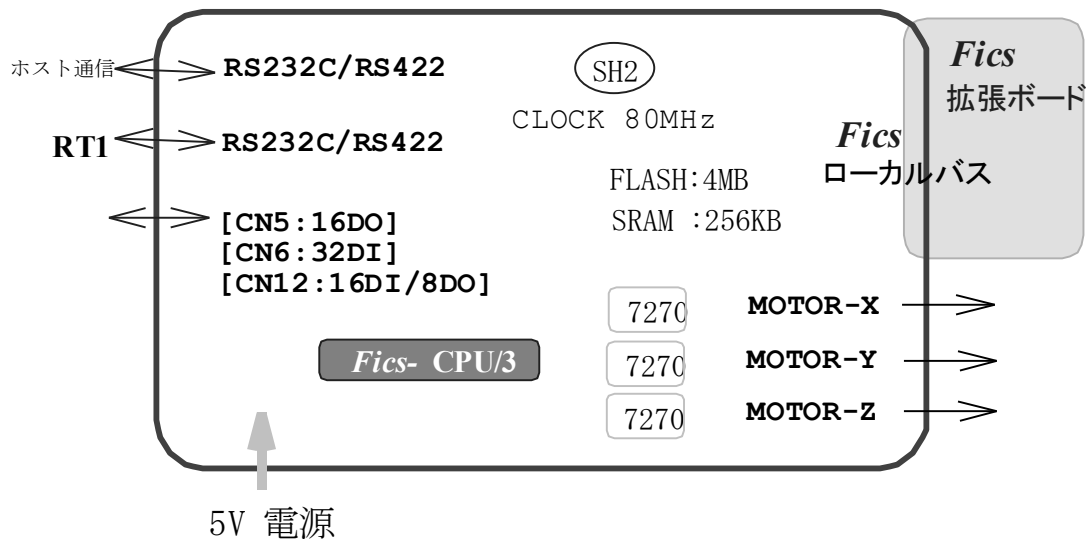 ホスト通信
RS232C/RS422
RT1
RS232C/RS422
[CN5:16DO]
[CN6:32DI]
[CN12:16DI/8DO]
SH2
CLOCK 80MHz
FLASH:4MB
SRAM :256KB
Fics
拡張ボード
Fics
ローカルバス
7270
MOTOR-X
7270
MOTOR-Y
7270
MOTOR-Z
Fics- CPU/3
5V 電源